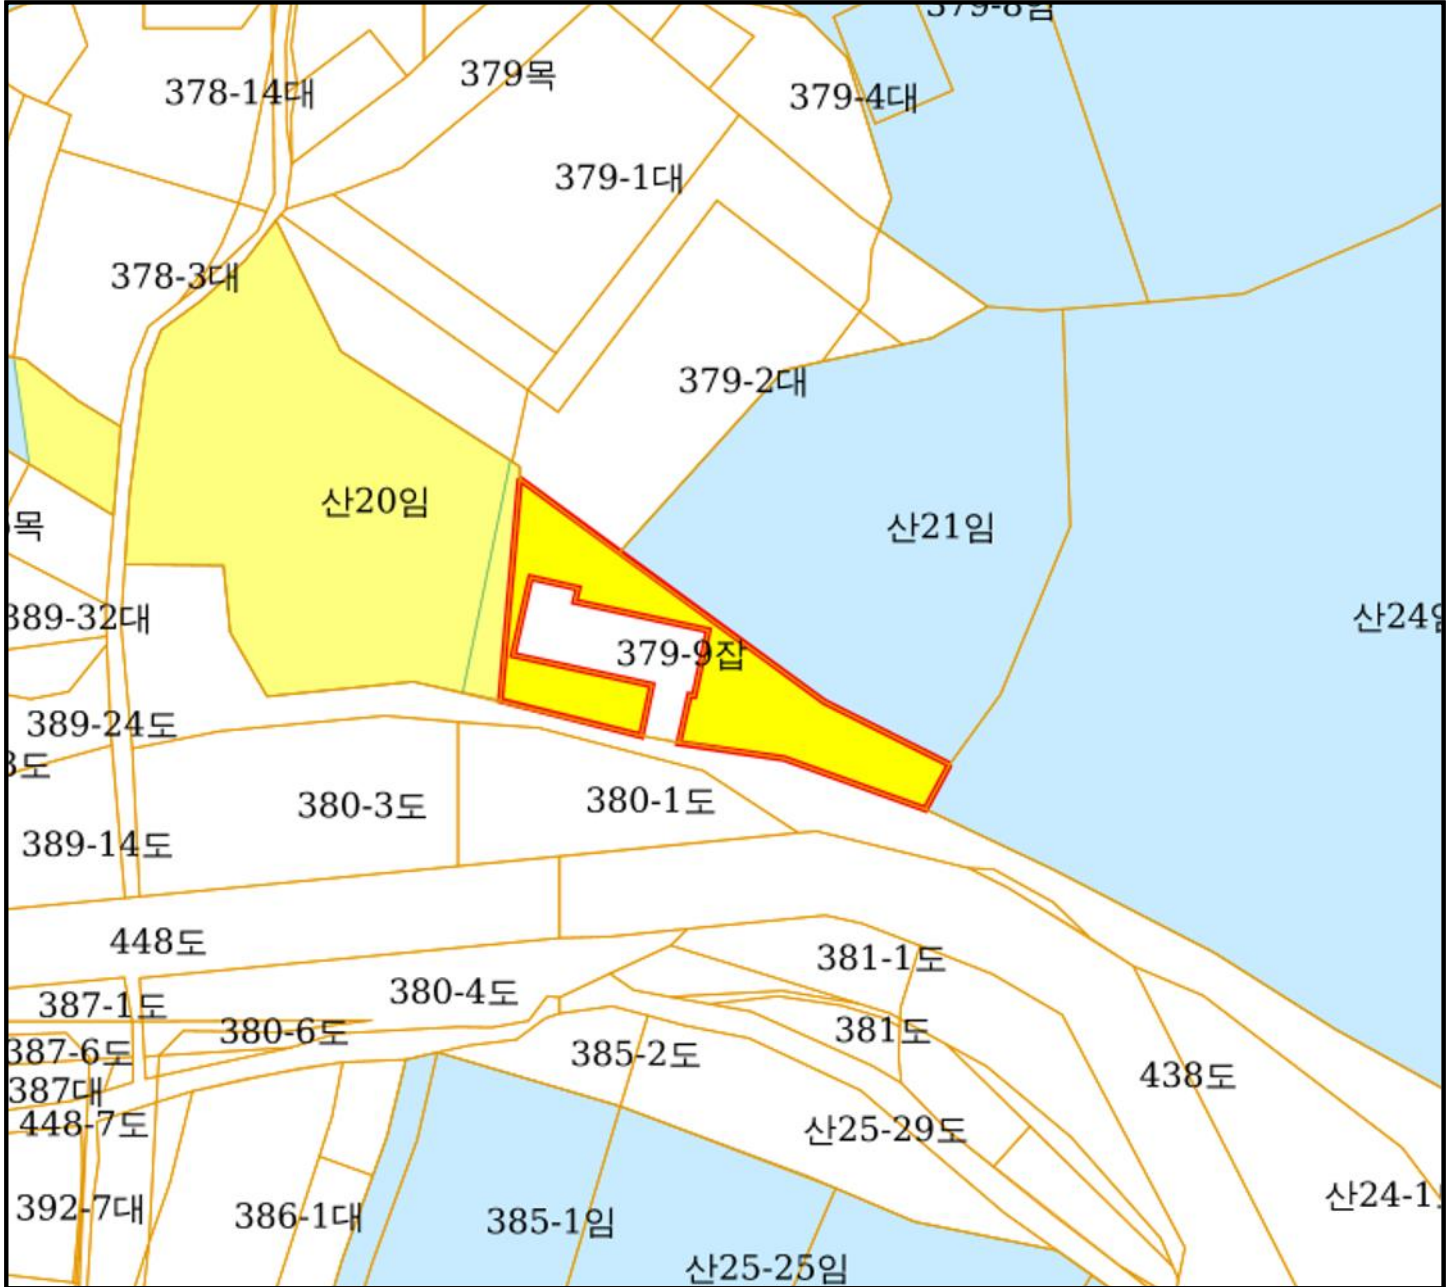 379-8임
379목
378-14대
379-4대
379-1대
378-3대
379-2대
산20임
목
산21임
389-32대
산24임
379-9잡
389-24도
도
380-1도
380-3도
389-14도
448도
381-1도
380-4도
387-1도
380-6도
381도
387-6도
385-2도
438도
387대
448-7도
산25-29도
산24-1
392-7대
386-1대
385-1임
산25-25임